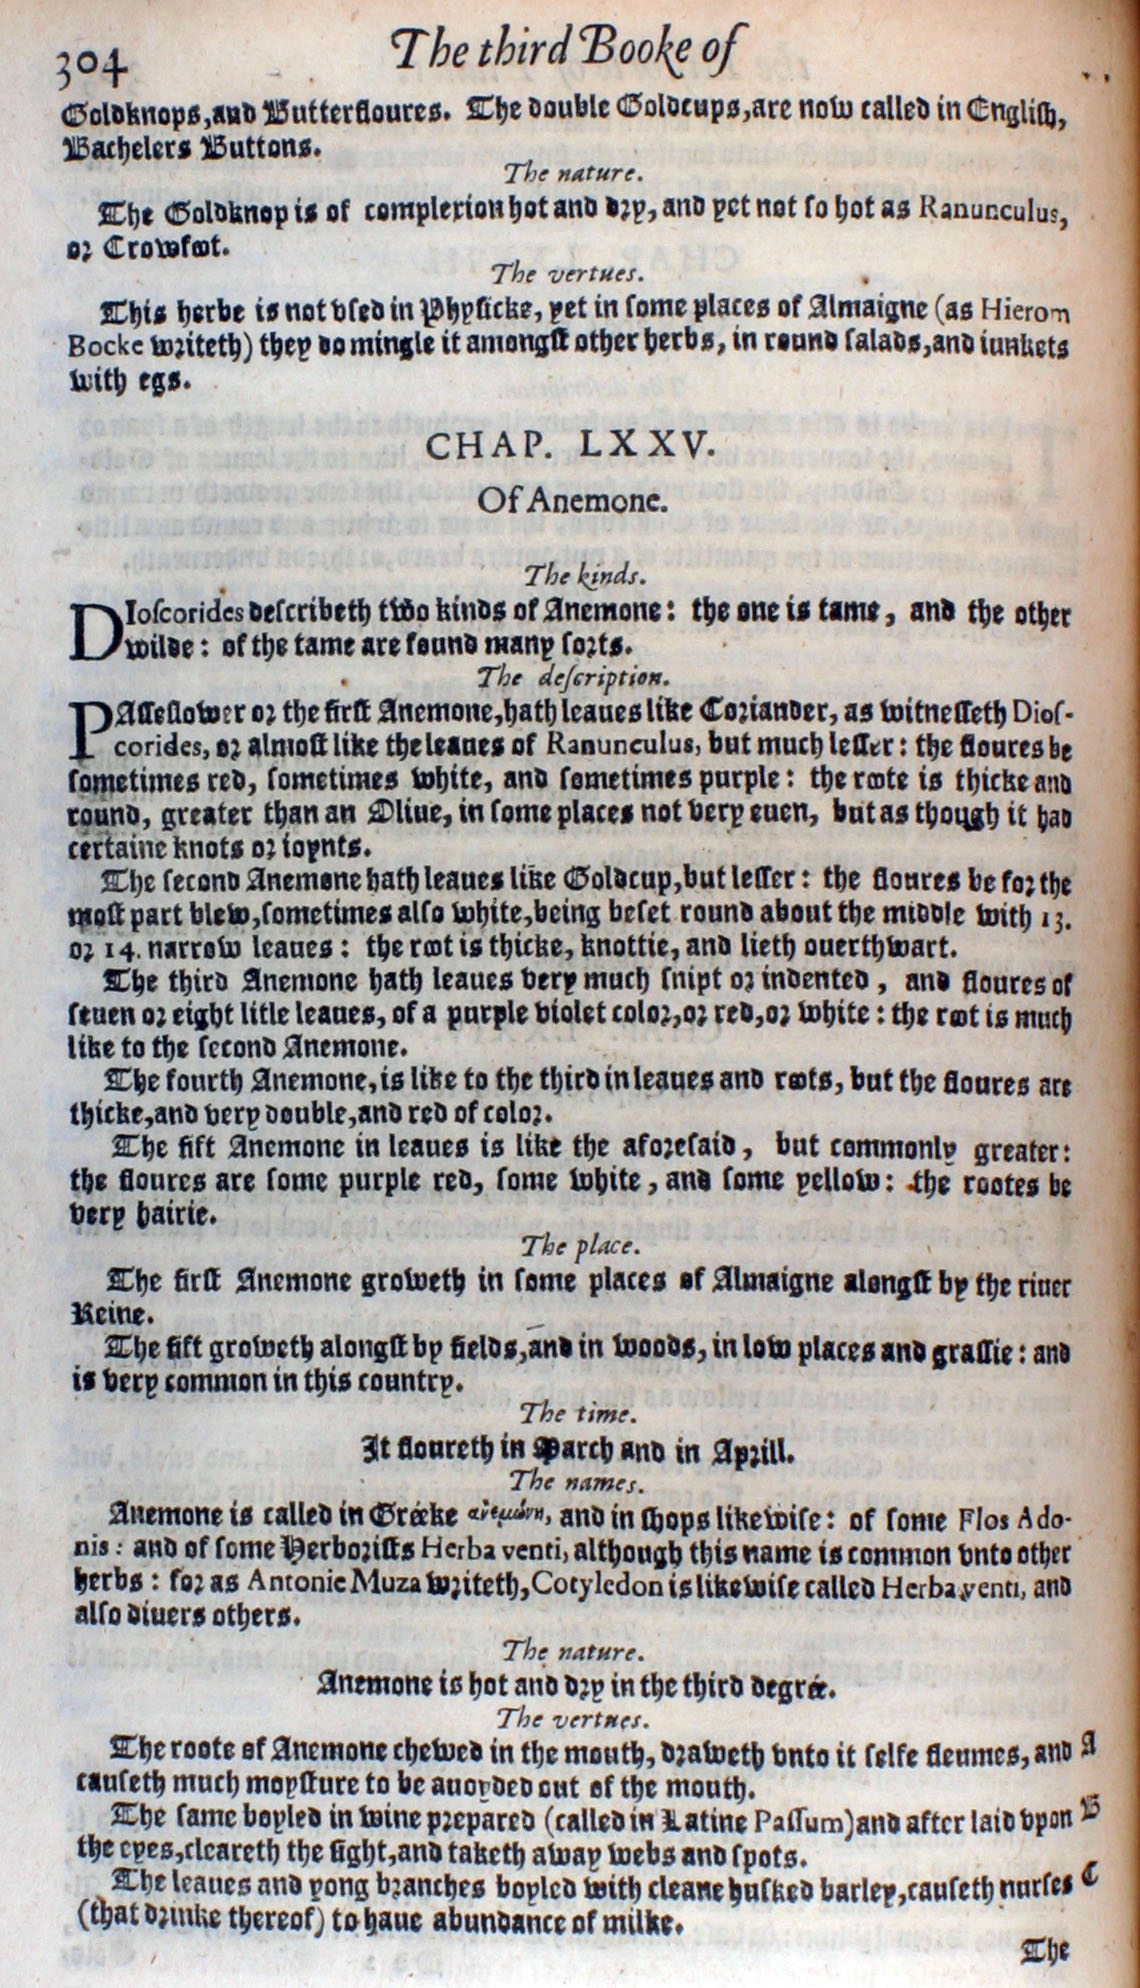 304 The third Booke of
Goldknops, and Butterfloures. The double Goldcups, are now called in Engliſh,
Bachelers Buttons.
The nature.
The Goldknop is of complexion hot and dry, and yet not ſo hot as Ranunculus,
or Crowfoot.
The vertues.
This herbe is not vſed in Phyſicke, yet in ſome places of Almaigne (as Hierom
Bocke writeth) they do mingle it amongſt other herbs, in round ſalads, and iunkets
with egs.
CHAP. LXXV.
Of Anemone.
The kinds.
DIoſcorides deſcribeth two kinds of Anemone: the one is tame, and the other
wilde: of the tame are found many ſorts.
The deſcription.
PAſſeflower or the firſt Anemone, hath leaues like Coriander, as witneſſeth Dioſ-
corides, or almoſt like the leaues of Ranunculus, but much leſſer: the floures be
ſometimes red, ſometimes white, and ſometimes purple: the roote is thicke and
round, greater than an Oliue, in ſome places not very euen, but as though it had
certaine knots or ioynts.
The ſecond Anemone hath leaues like Goldcup, but leſſer: the floures be for the
moſt part blew, ſometimes alſo white, being beſet round about the middle with 13.
or 14. narrow leaues: the root is thicke, knottie, and lieth ouerthwart.
The third Anemone hath leaues very much ſnipt or indented, and floures of
ſeuen or eight litle leaues, of a purple violet color, or red, or white: the root is much
like to the ſecond Anemone.
The fourth Anemone, is like to the third in leaues and roots, but the floures are
thicke, and very double, and red of color.
The fift Anemone in leaues is like the aforeſaid, but commonly greater:
the floures are ſome purple red, ſome white, and ſome yellow: the rootes be
very hairie.
The place.
The firſt Anemone groweth in ſome places of Almaigne alongſt by the riuer
Reine.
The fift groweth alongſt by fields, and in woods, in low places and graſſie: and
is very common in this country.
The time.
It floureth in March and in Aprill.
The names.
Anemone is called in Greeke ανεμώνη, and in ſhops likewiſe: of ſome Flos Ado-
nis: and of ſome Herboriſts Herba venti, although this name is common vnto other
herbs: for as Antonie Muza writeth, Cotyledon is likewiſe called Herba venti, and
alſo diuers others.
The nature.
Anemone is hot and dry in the third degree.
The vertues.
The roote of Anemone chewed in the mouth, draweth vnto it ſelfe fleumes, and A
cauſeth much moyſture to be auoyded out of the mouth.
The ſame boyled in wine prepared (called in Latine Paſſum) and after laid vpon B
the eyes, cleareth the ſight, and taketh away webs and ſpots.
The leaues and yong branches boyled with cleane huſked barley, cauſeth nurſes C
(that drinke thereof) to haue abundance of milke.
The